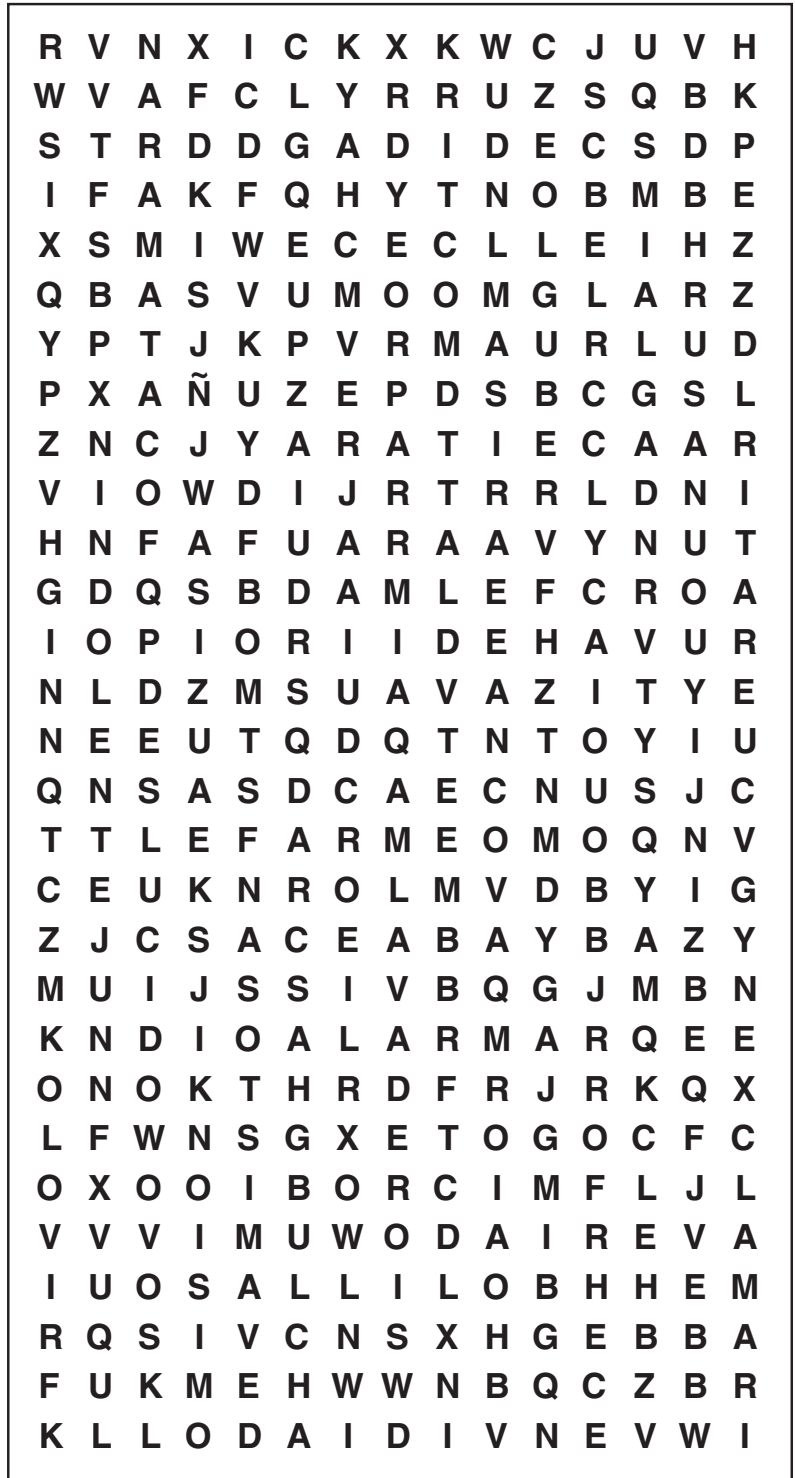 R V N X I C K X K W C J U V H
W V A F C L Y R R U Z S Q B K
S T R D D G A D I D E C S D P
I F A K F Q H Y T N O B M B E
X S M I W E C E C L L E I H Z
Q B A S V U M O O M G L A R Z
Y P T J K P V R M A U R L U D
P X A Ñ U Z E P D S B C G S L
Z N C J Y A R A T I E C A A R
V I O W D I J R T R R L D N I
H N F A F U A R A A V Y N U T
G D Q S B D A M L E F C R O A
I O P I O R I I D E H A V U R
N L D Z M S U A V A Z I T Y E
N E E U T Q D Q T N T O Y I U
Q N S A S D C A E C N U S J C
T T L E F A R M E O M O Q N V
C E U K N R O L M V D B Y I G
Z J C S A C E A B A Y B A Z Y
M U I J S S I V B Q G J M B N
K N D I O A L A R M A R Q E E
O N O K T H R D F R J R K Q X
L F W N S G X E T O G O C F C
O X O O I B O R C I M F L J L
V V V I M U W O D A I R E V A
I U O S A L L I L O B H H E M
R Q S I V C N S X H G E B B A
F U K M E H W W N B Q C Z B R
K L L O D A I D I V N E V W I